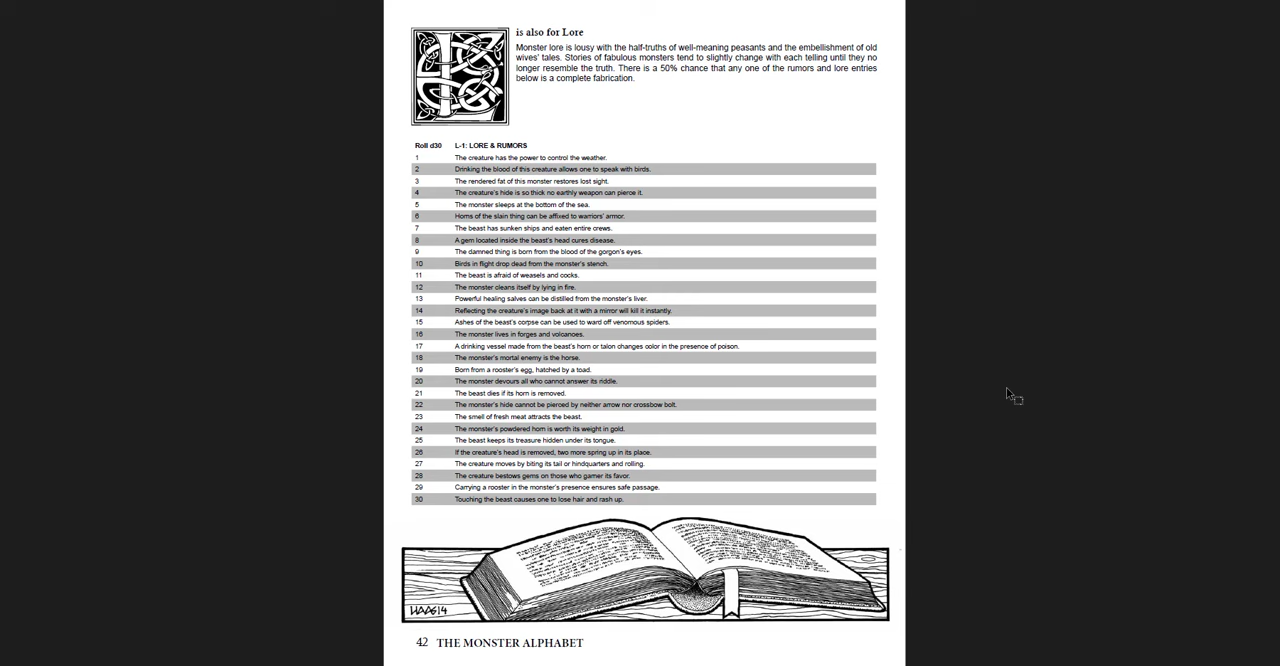 L
is also for Lore
Monster lore is lousy with the half-truths of well-meaning peasants and the embellishment of old
wives' tales. Stories of fabulous monsters tend to slightly change with each telling until they no
longer resemble the truth. There is a 50% chance that any one of the rumors and lore entries
below is a complete fabrication.
Roll d30 L-1: LORE & RUMORS
1 The creature has the power to control the weather.
2 Drinking the blood of this creature allows one to speak with birds.
3 The rendered fat of this monster restores lost sight.
4 The creature's hide is so thick no earthly weapon can pierce it.
5 The monster sleeps at the bottom of the sea.
6 Horns of the slain thing can be affixed to warriors' armor.
7 The beast has sunken ships and eaten entire crews.
8 A gem located inside the beast's head cures disease.
9 The damned thing is born from the blood of the gorgon's eyes.
10 Birds in flight drop dead from the monster's stench.
11 The beast is afraid of weasels and cocks.
12 The monster cleans itself by lying in fire.
13 Powerful healing salves can be distilled from the monster's liver.
14 Reflecting the creature's image back at it with a mirror will kill it instantly.
15 Ashes of the beast's corpse can be used to ward off venomous spiders.
16 The monster lives in forges and volcanoes.
17 A drinking vessel made from the beast's horn or talon changes color in the presence of poison.
18 The monster's mortal enemy is the horse.
19 Born from a rooster's egg, hatched by a toad.
20 The monster devours all who cannot answer its riddle.
21 The beast dies if its horn is removed.
22 The monster's hide cannot be pierced by neither arrow nor crossbow bolt.
23 The smell of fresh meat attracts the beast.
24 The monster's powdered horn is worth its weight in gold.
25 The beast keeps its treasure hidden under its tongue.
26 If the creature's head is removed, two more spring up in its place.
27 The creature moves by biting its tail or hindquarters and rolling.
28 The creature bestows gems on those who garner its favor.
29 Carrying a rooster in the monster's presence ensures safe passage.
30 Touching the beast causes one to lose hair and rash up.
HAAS14
42 THE MONSTER ALPHABET